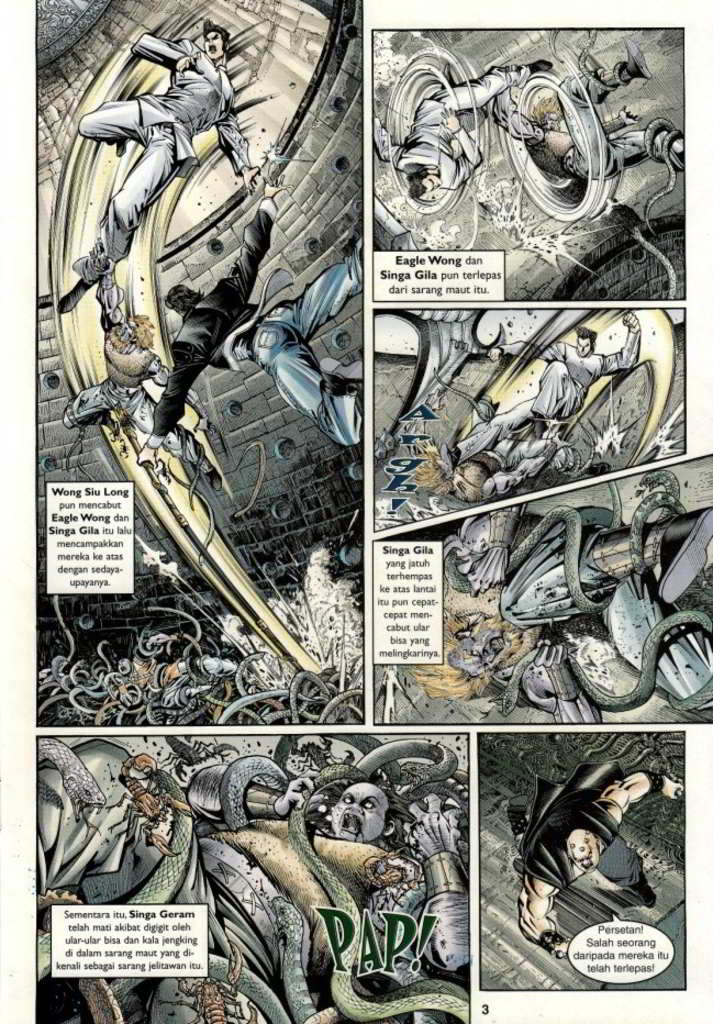 Wong Siu Long
pun mencabut
Eagle Wong dan
Singa Gila itu lalu
mencampakkan
mereka ke atas
dengan sedaya-
upayanya.
Eagle Wong dan
Singa Gila pun terlepas
dari sarang maut itu.
Argh!
Singa Gila
yang jatuh
terhempas
ke atas lantai
itu pun cepat-
cepat men-
cabut ular
bisa yang
melingkarinya.
Sementara itu, Singa Geram
telah mati akibat digigit oleh
ular-ular bisa dan kala jengking
di dalam sarang maut yang di-
kenali sebagai sarang jelitawan itu.
PAP!
Persetan!
Salah seorang
daripada mereka itu
telah terlepas!
3